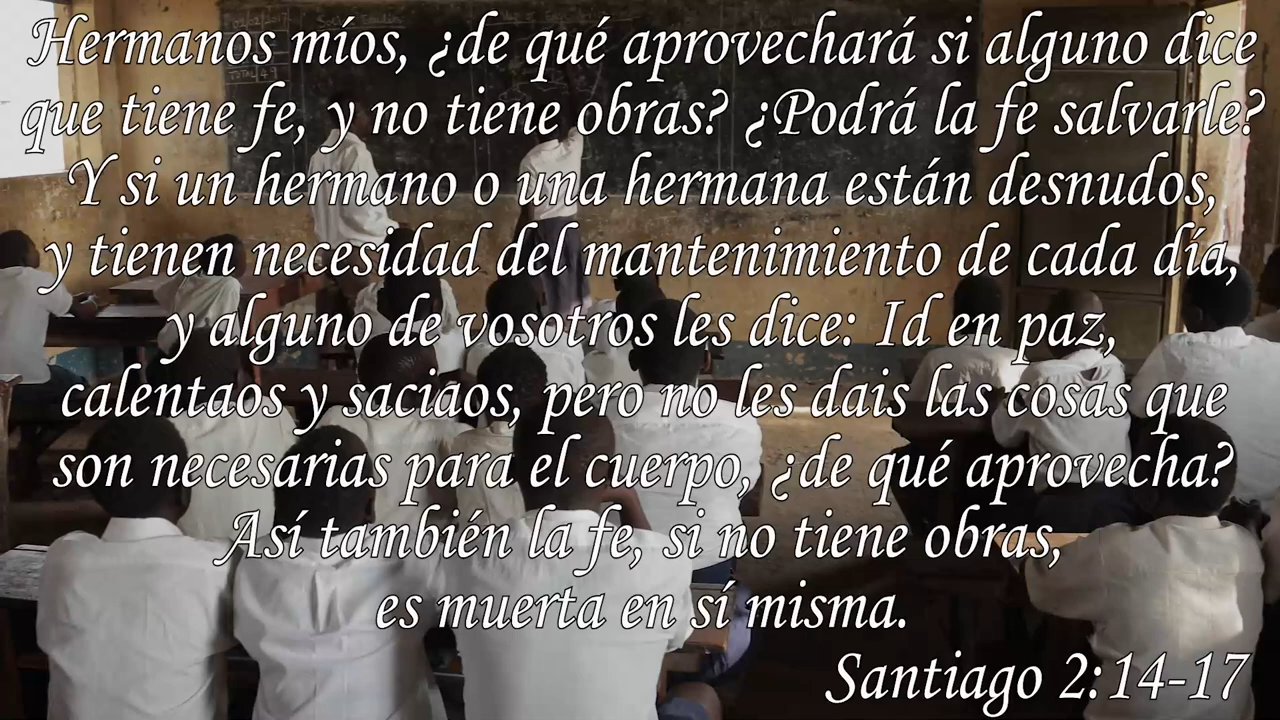 Hermanos míos, ¿de qué aprovechará si alguno dice
que tiene fe, y no tiene obras? ¿Podrá la fe salvarle?
Y si un hermano o una hermana están desnudos,
y tienen necesidad del mantenimiento de cada día,
y alguno de vosotros les dice: Id en paz,
calentaos y saciaos, pero no les dais las cosas que
son necesarias para el cuerpo, ¿de qué aprovecha?
Así también la fe, si no tiene obras,
es muerta en sí misma.
Santiago 2:14-17